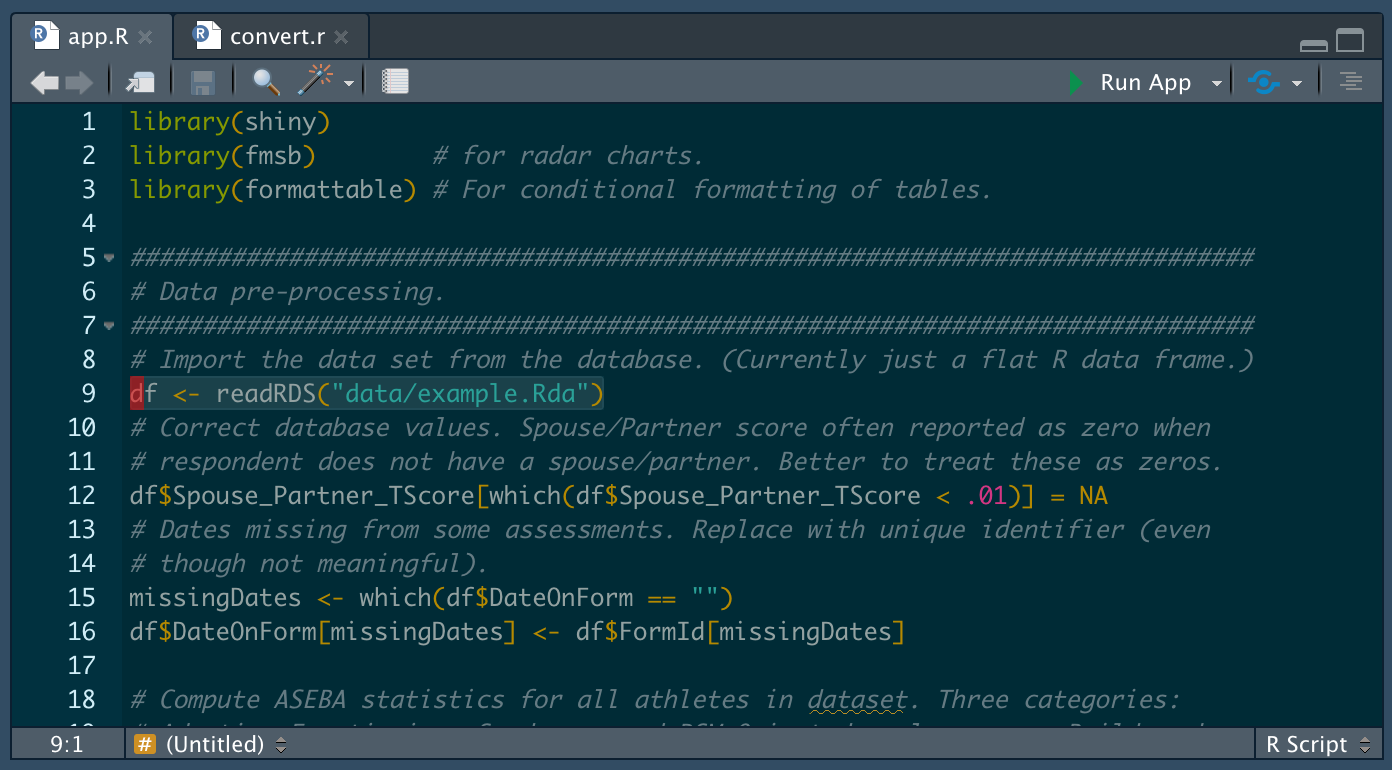 app.R
convert.r
Run App
1 library(shiny)
2 library(fmsb)        # for radar charts.
3 library(formattable) # For conditional formatting of tables.
4
5 ##############################################################################
6 # Data pre-processing.
7 ##############################################################################
8 # Import the data set from the database. (Currently just a flat R data frame.)
9 df <- readRDS("data/example.Rda")
10 # Correct database values. Spouse/Partner score often reported as zero when
11 # respondent does not have a spouse/partner. Better to treat these as zeros.
12 df$Spouse_Partner_TScore[which(df$Spouse_Partner_TScore < .01)] = NA
13 # Dates missing from some assessments. Replace with unique identifier (even
14 # though not meaningful).
15 missingDates <- which(df$DateOnForm == "")
16 df$DateOnForm[missingDates] <- df$FormId[missingDates]
17
18 # Compute ASEBA statistics for all athletes in dataset. Three categories:
9:1 # (Untitled) R Script